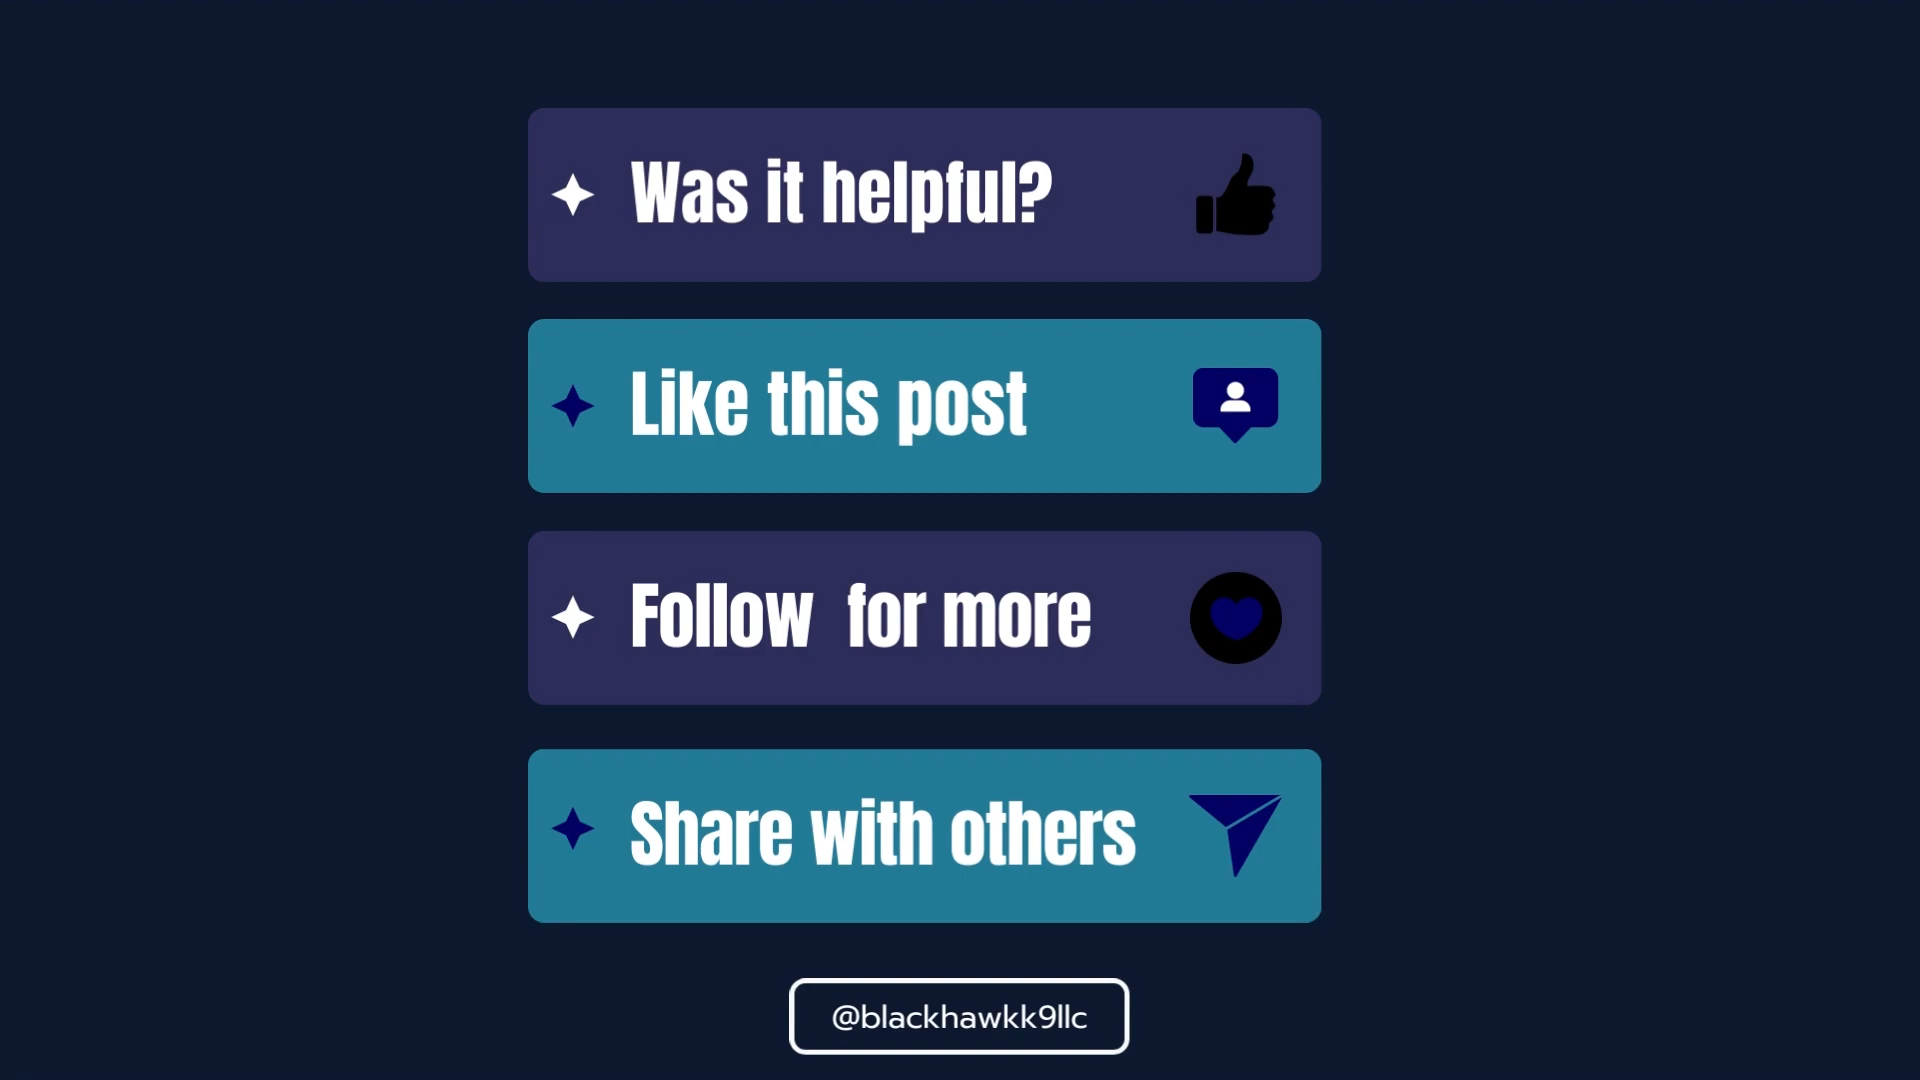 Was it helpful?
Like this post
Follow for more
Share with others
@blackhawkk9llc